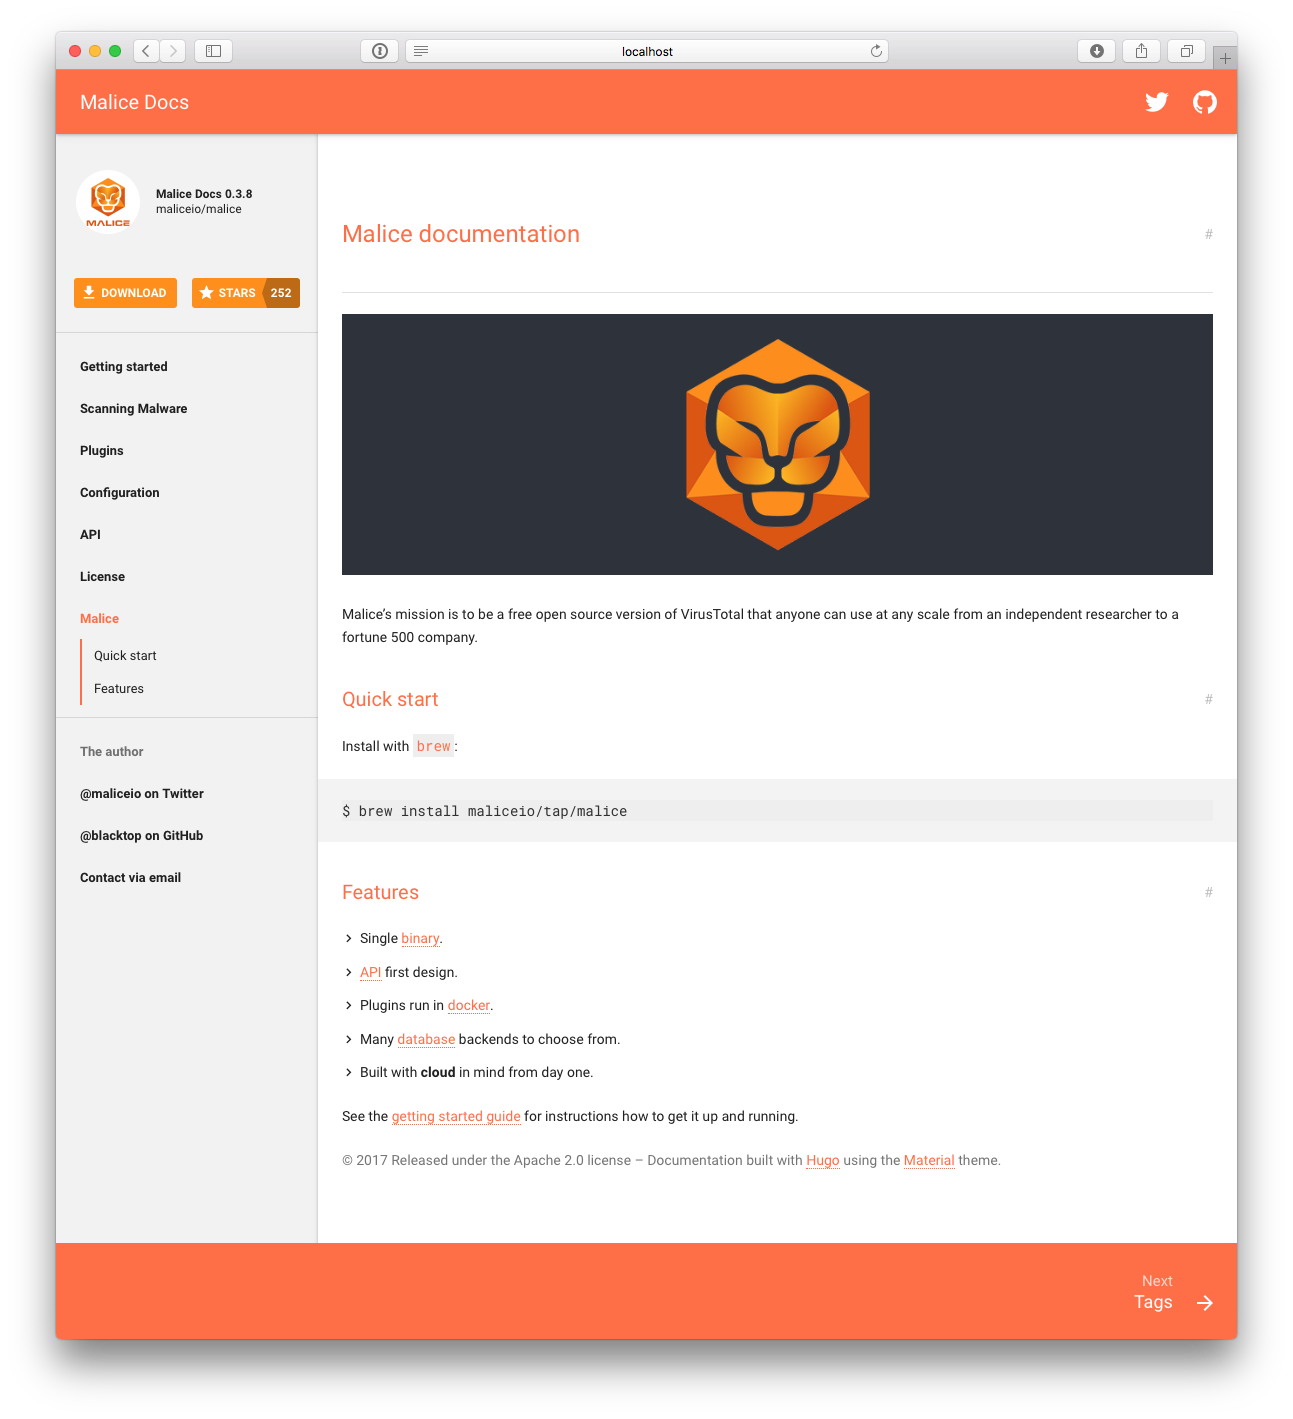 localhost
Malice Docs
MALICE
Malice Docs 0.3.8
maliceio/malice
DOWNLOAD
STARS 252
Getting started
Scanning Malware
Plugins
Configuration
API
License
Malice
Quick start
Features
The author
@maliceio on Twitter
@blacktop on GitHub
Contact via email
Malice documentation #
Malice’s mission is to be a free open source version of VirusTotal that anyone can use at any scale from an independent researcher to a
fortune 500 company.
Quick start #
Install with brew:
$ brew install maliceio/tap/malice
Features #
Single binary.
API first design.
Plugins run in docker.
Many database backends to choose from.
Built with cloud in mind from day one.
See the getting started guide for instructions how to get it up and running.
© 2017 Released under the Apache 2.0 license – Documentation built with Hugo using the Material theme.
Next
Tags